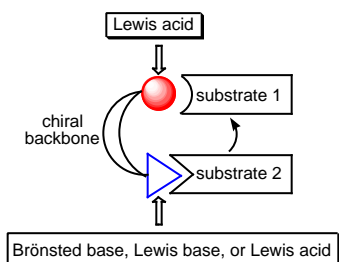 Lewis acid
substrate 1
chiral
backbone
substrate 2
Brönsted base, Lewis base, or Lewis acid